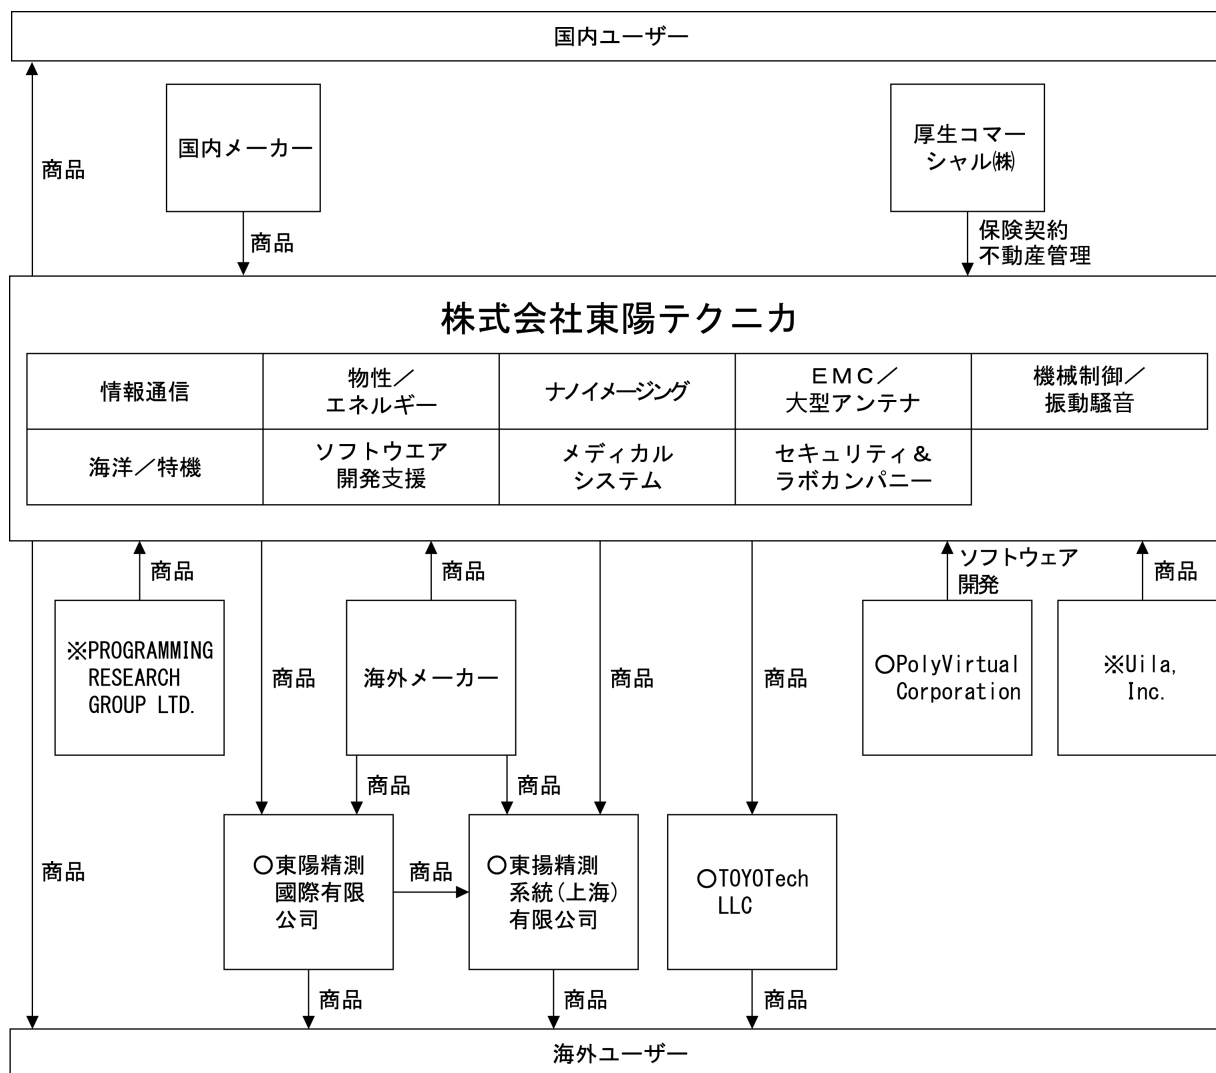 国内ユーザー
国内メーカー
厚生コマー
シャル㈱
商品
商品
保険契約
不動産管理
株式会社東陽テクニカ
情報通信
物性／
エネルギー
ナノイメージング
ＥＭＣ／
大型アンテナ
機械制御／
振動騒音
海洋／特機
ソフトウエア
開発支援
メディカル
システム
セキュリティ＆
ラボカンパニー
商品
商品
ソフトウェア
開発
商品
※PROGRAMMING
RESEARCH
GROUP LTD.
商品
海外メーカー
商品
商品
○PolyVirtual
Corporation
※Uila,
Inc.
商品
商品
商品
○東陽精測
國際有限
公司
商品
○東揚精測
系統(上海)
有限公司
○TOYOTech
LLC
商品
商品
商品
海外ユーザー